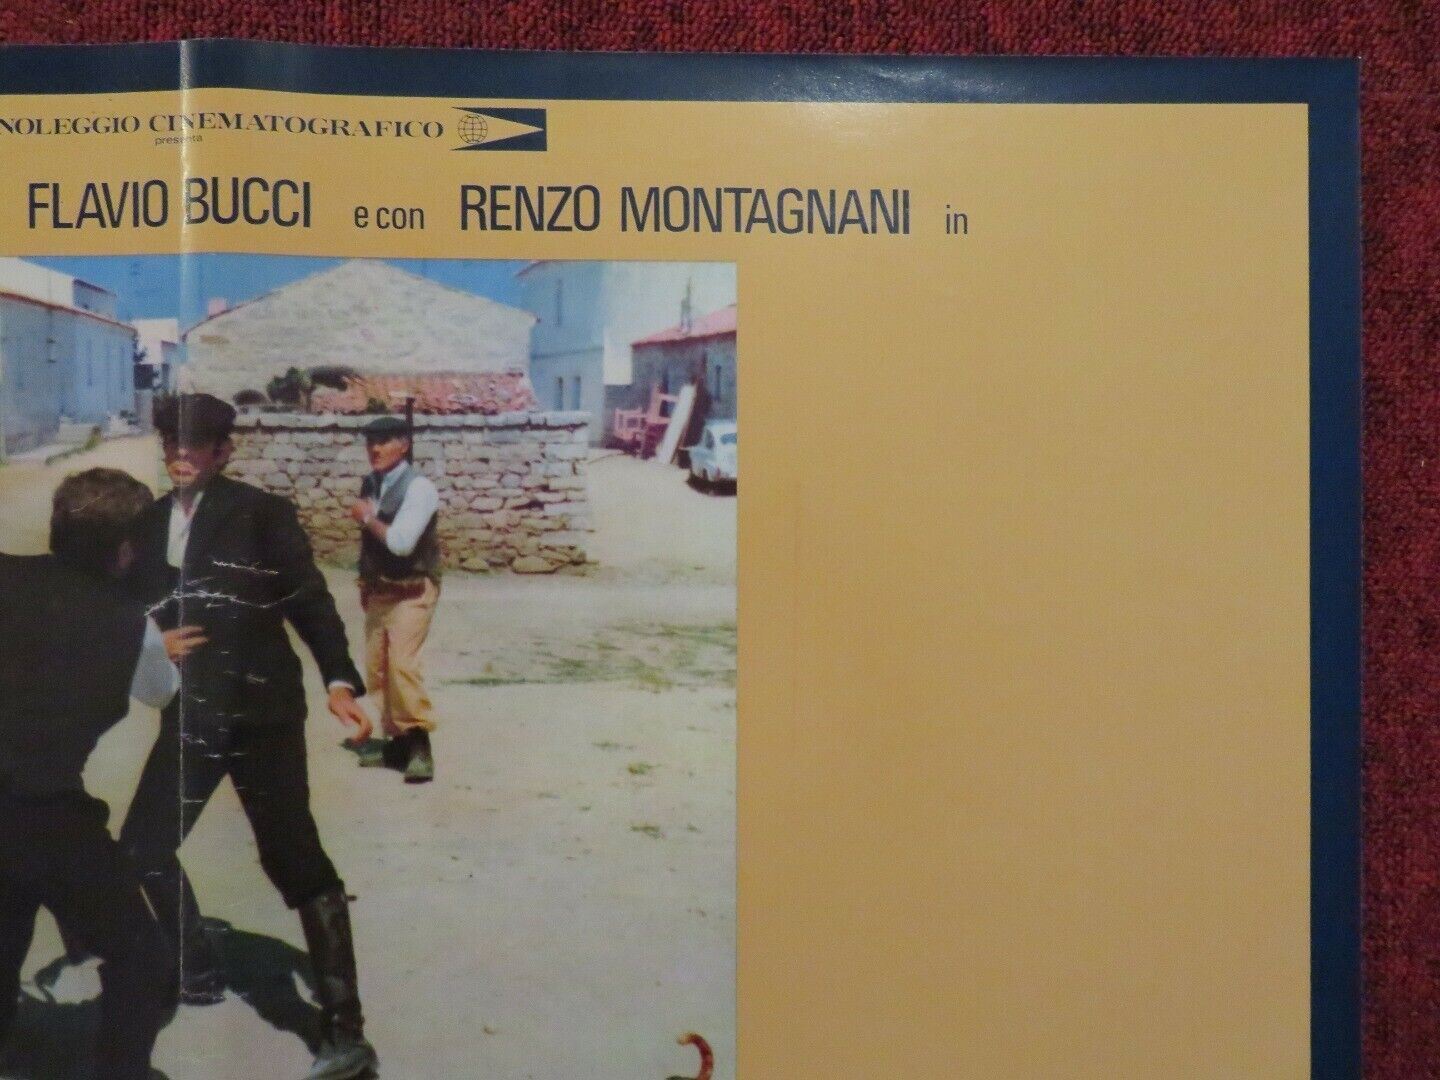 NOLEGGIO CINEMATOGRAFICO
presenta
FLAVIO BUCCI e con RENZO MONTAGNANI in